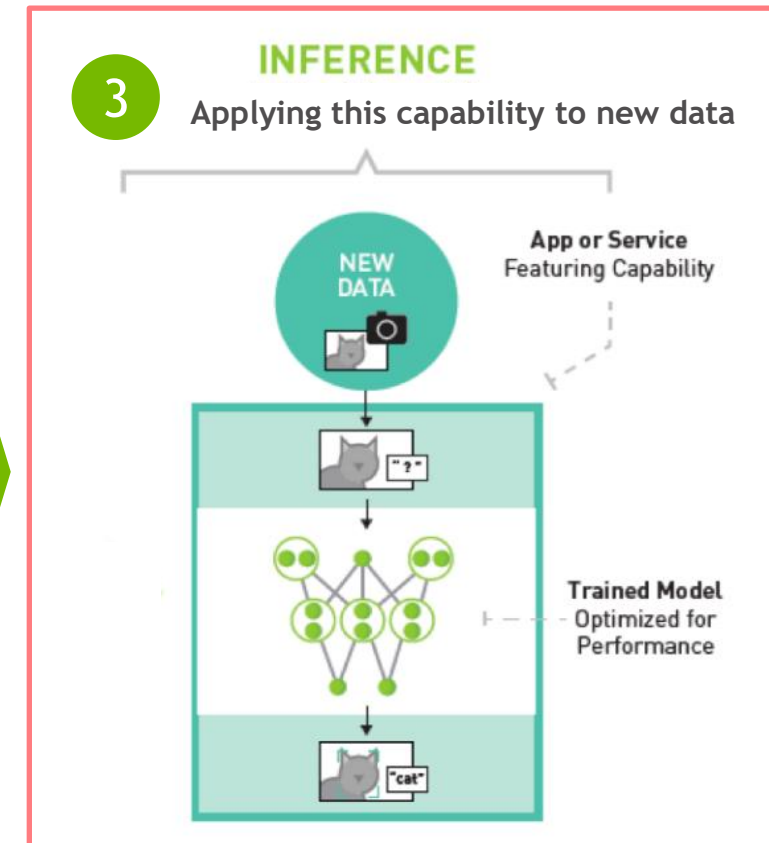 INFERENCE
3
Applying this capability to new data
NEW
DATA
App or Service
Featuring Capability
"?"
Trained Model
Optimized for
Performance
"cat"